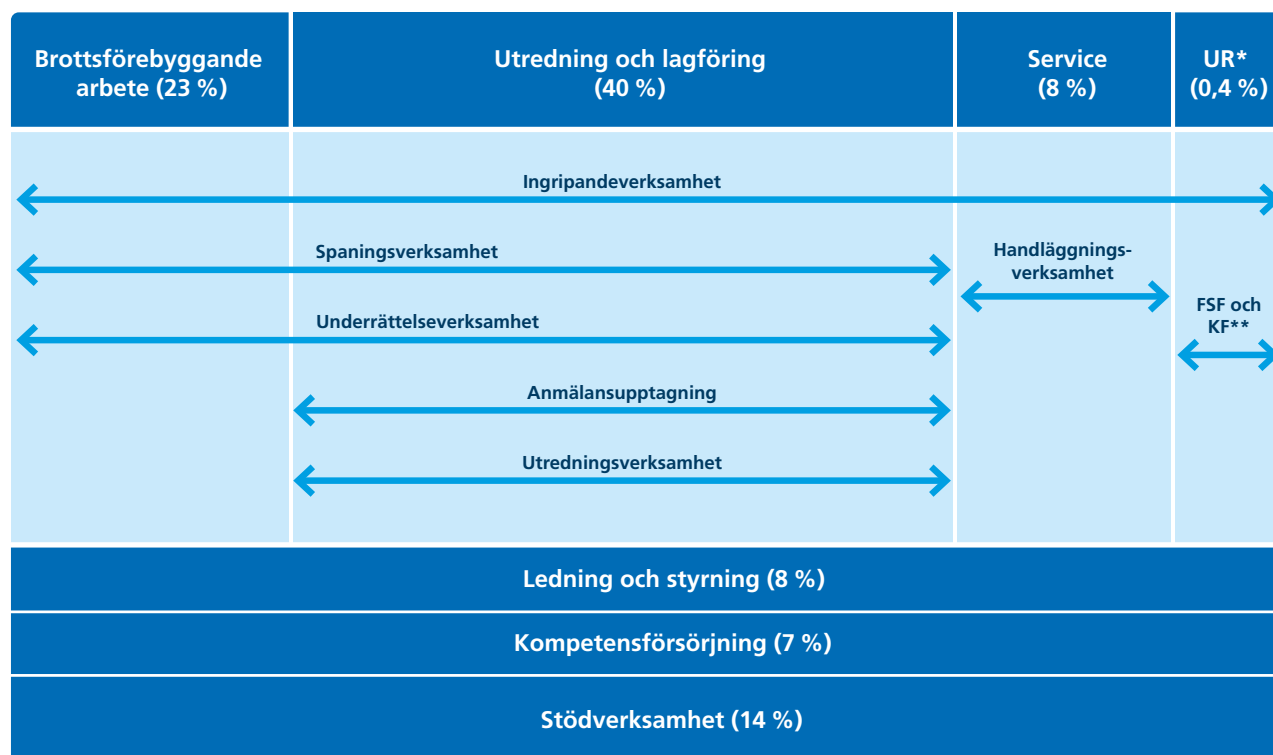 Brottsförebyggande
arbete (23 %)
Utredning och lagföring
(40 %)
Service
(8 %)
UR*
(0,4 %)
Ingripandeverksamhet
Spaningsverksamhet
Handläggnings-
verksamhet
Underrättelseverksamhet
FSF och
KF**
Anmälansupptagning
Utredningsverksamhet
Ledning och styrning (8 %)
Kompetensförsörjning (7 %)
Stödverksamhet (14 %)